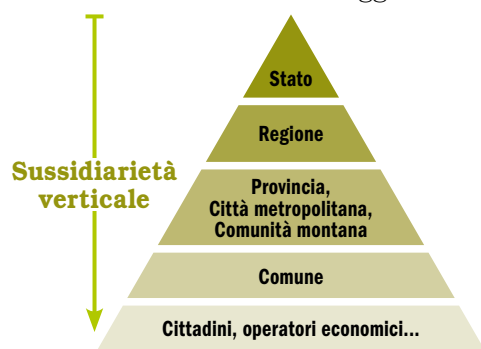 Stato
Regione
Sussidiarietà
verticale
Provincia,
Città metropolitana,
Comunità montana
Comune
Cittadini, operatori economici...